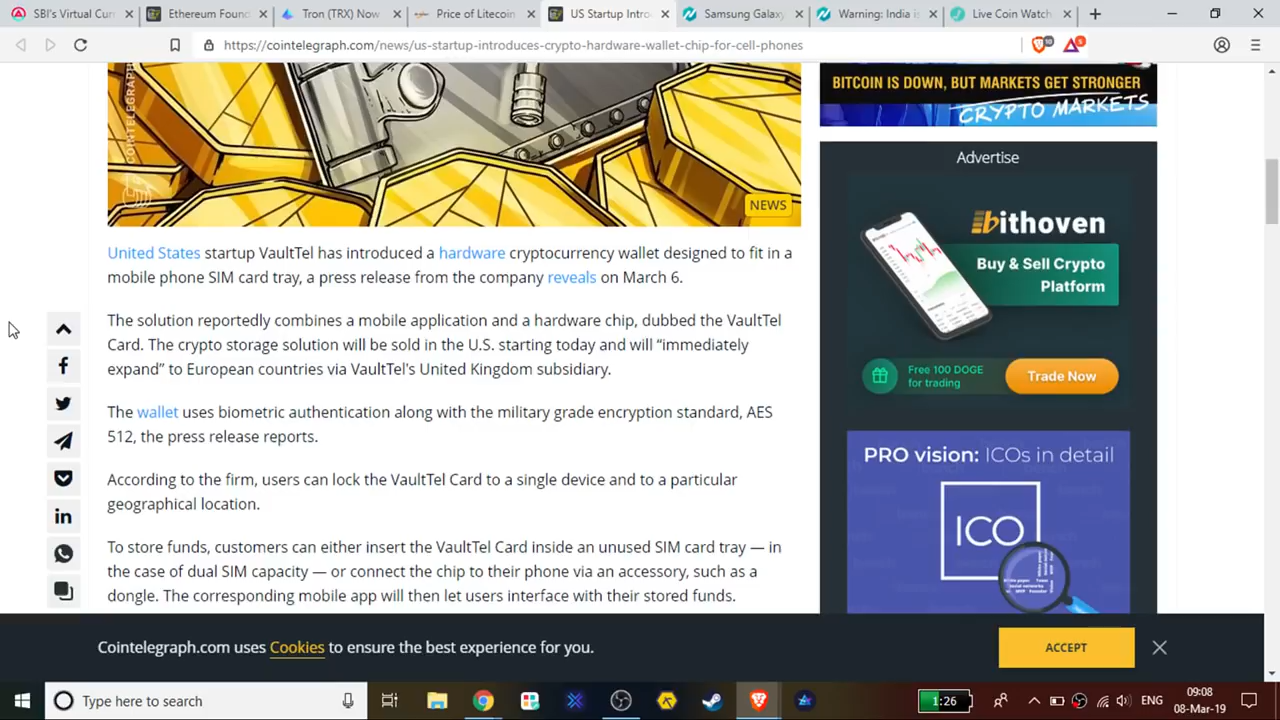 SBI's Virtual Curr
Ethereum Found
Tron (TRX) Now
Price of Litecoin
US Startup Intro
Samsung Galaxy
Warning: India is
Live Coin Watch
https://cointelegraph.com/news/us-startup-introduces-crypto-hardware-wallet-chip-for-cell-phones
COINTELEGRAPH
NEWS
BITCOIN IS DOWN, BUT MARKETS GET STRONGER
CRYPTO MARKETS
Advertise
bithoven
Buy & Sell Crypto
Platform
Free 100 DOGE
for trading
Trade Now
PRO vision: ICOs in detail
ICO
United States startup VaultTel has introduced a hardware cryptocurrency wallet designed to fit in a
mobile phone SIM card tray, a press release from the company reveals on March 6.
The solution reportedly combines a mobile application and a hardware chip, dubbed the VaultTel
Card. The crypto storage solution will be sold in the U.S. starting today and will “immediately
expand” to European countries via VaultTel's United Kingdom subsidiary.
The wallet uses biometric authentication along with the military grade encryption standard, AES
512, the press release reports.
According to the firm, users can lock the VaultTel Card to a single device and to a particular
geographical location.
To store funds, customers can either insert the VaultTel Card inside an unused SIM card tray — in
the case of dual SIM capacity — or connect the chip to their phone via an accessory, such as a
dongle. The corresponding mobile app will then let users interface with their stored funds.
Cointelegraph.com uses Cookies to ensure the best experience for you.
ACCEPT
Type here to search
1:26
ENG
09:08
08-Mar-19